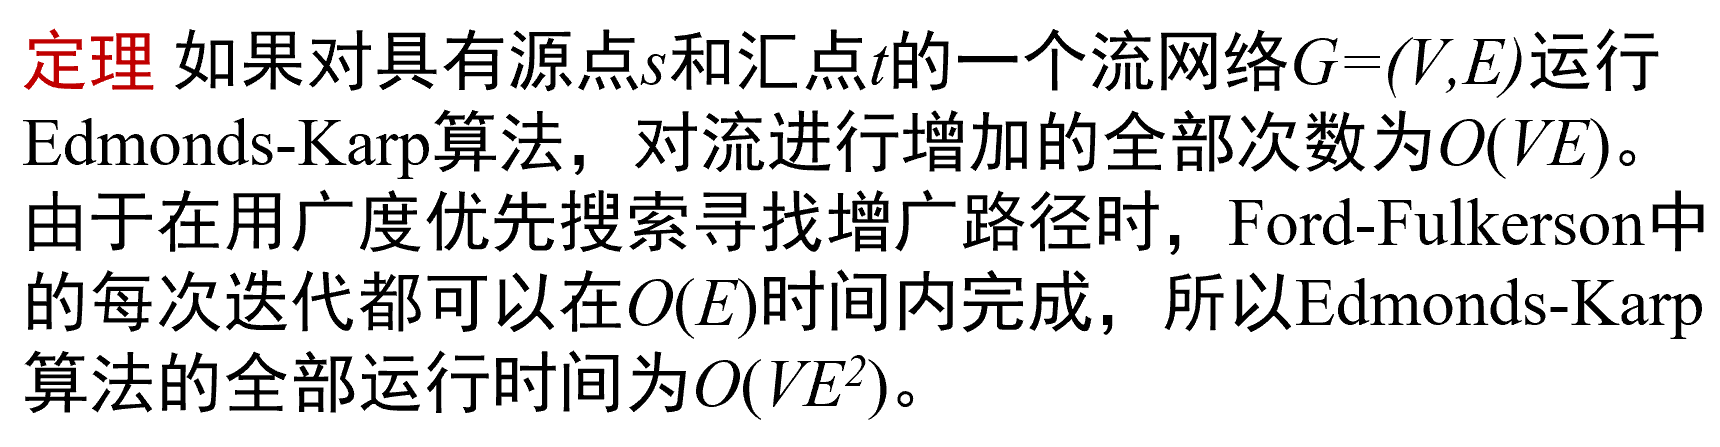 定理 如果对具有源点s和汇点t的一个流网络G=(V,E)运行
Edmonds-Karp算法，对流进行增加的全部次数为O(VE)。
由于在用广度优先搜索寻找增广路径时，Ford-Fulkerson中
的每次迭代都可以在O(E)时间内完成，所以Edmonds-Karp
算法的全部运行时间为O(VE²)。